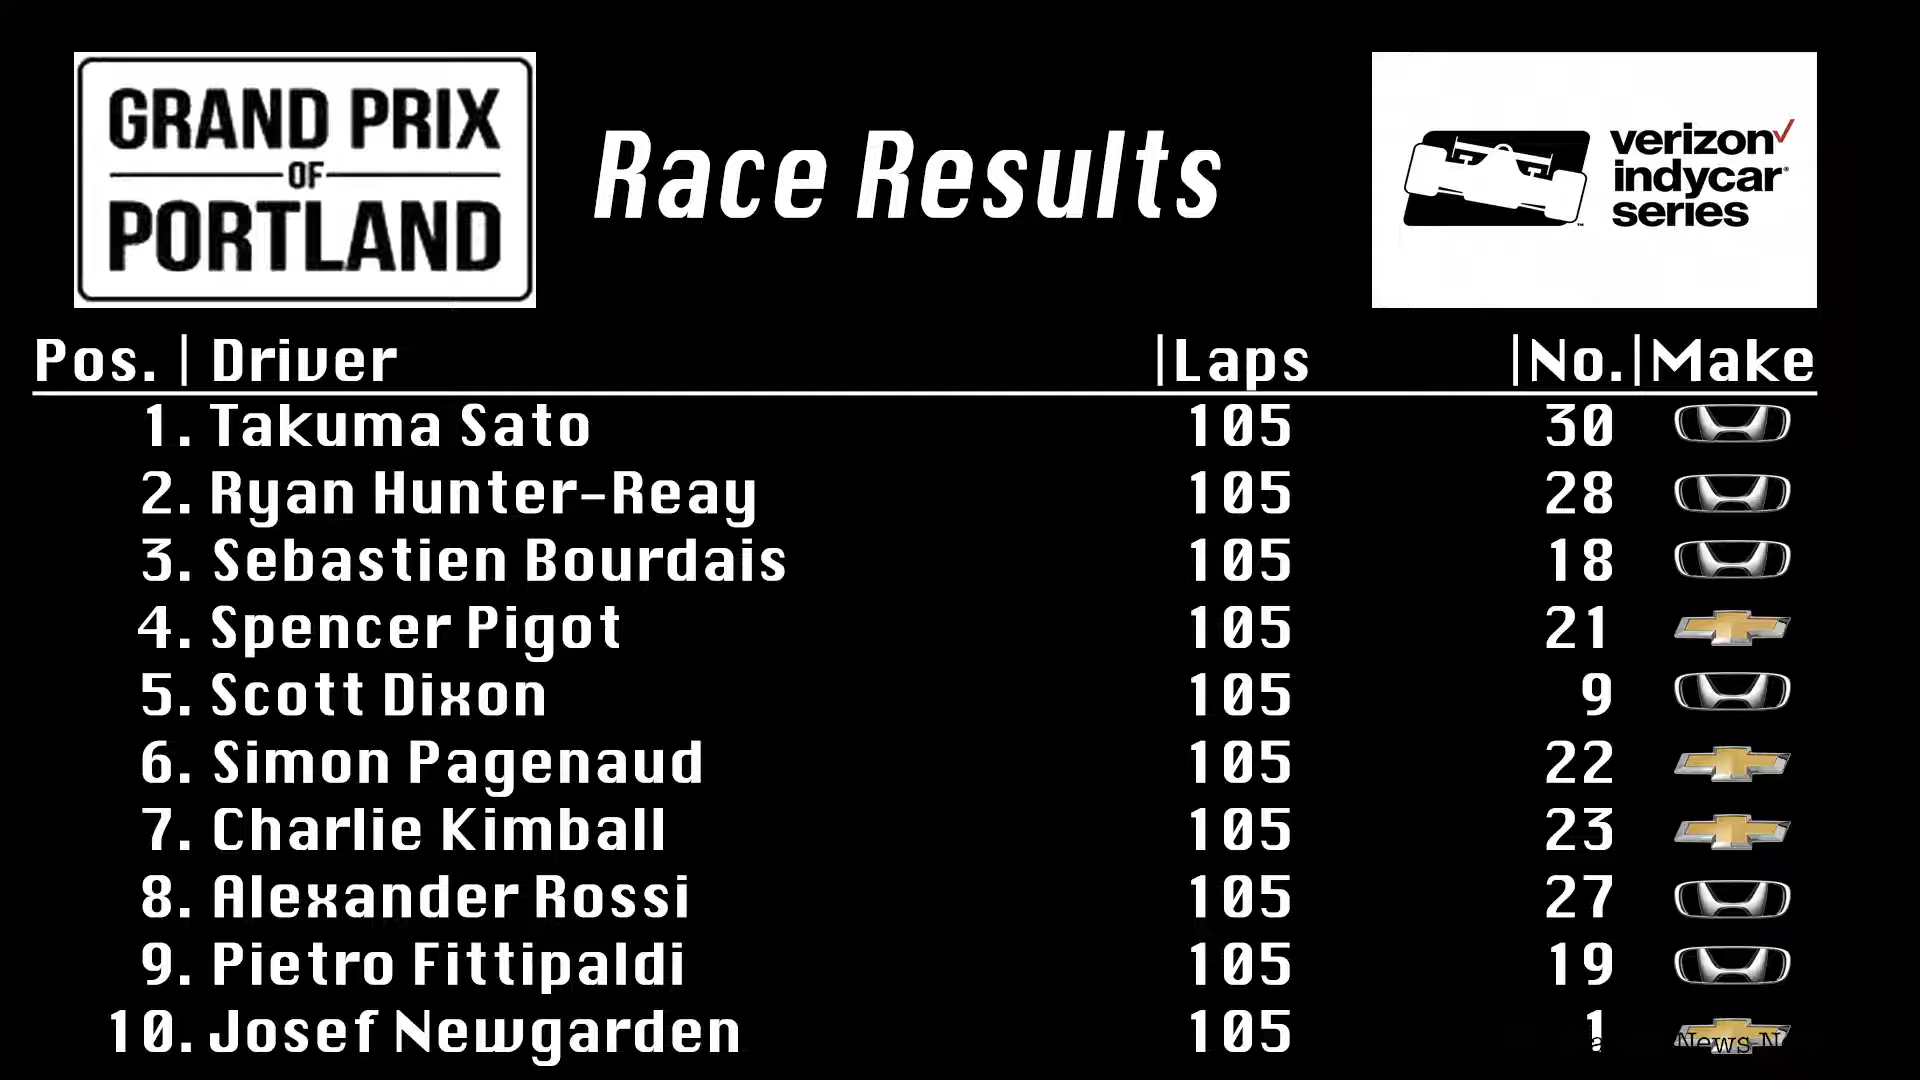 GRAND PRIX
OF
PORTLAND
Race Results
verizon
indycar
series
Pos. | Driver |Laps |No.|Make
1. Takuma Sato 105 30
2. Ryan Hunter-Reay 105 28
3. Sebastien Bourdais 105 18
4. Spencer Pigot 105 21
5. Scott Dixon 105 9
6. Simon Pagenaud 105 22
7. Charlie Kimball 105 23
8. Alexander Rossi 105 27
9. Pietro Fittipaldi 105 19
10. Josef Newgarden 105 1
News